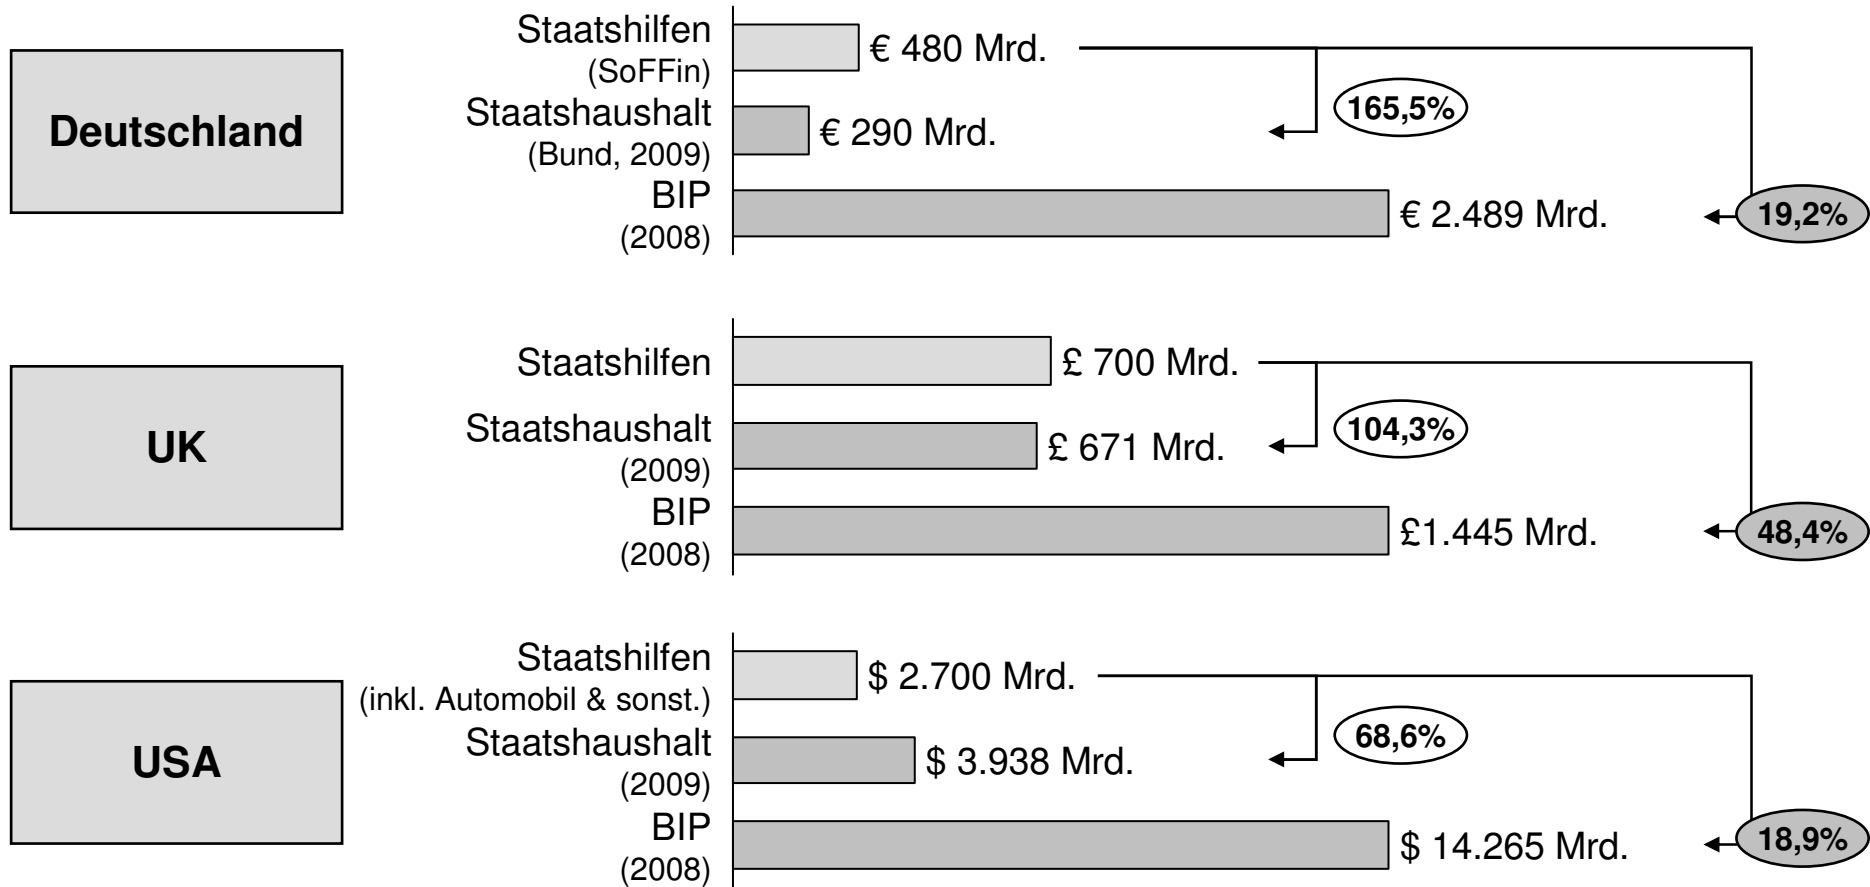 Deutschland
Staatshilfen
(SoFFin)
€ 480 Mrd.
Staatshaushalt
(Bund, 2009)
€ 290 Mrd.
165,5%
BIP
(2008)
€ 2.489 Mrd.
19,2%
UK
Staatshilfen
£ 700 Mrd.
Staatshaushalt
(2009)
£ 671 Mrd.
104,3%
BIP
(2008)
£1.445 Mrd.
48,4%
USA
Staatshilfen
(inkl. Automobil & sonst.)
$ 2.700 Mrd.
Staatshaushalt
(2009)
$ 3.938 Mrd.
68,6%
BIP
(2008)
$ 14.265 Mrd.
18,9%